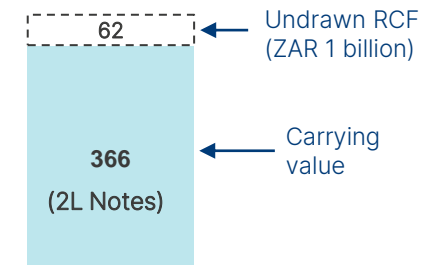 62
Undrawn RCF
(ZAR 1 billion)
366
(2L Notes)
Carrying
value